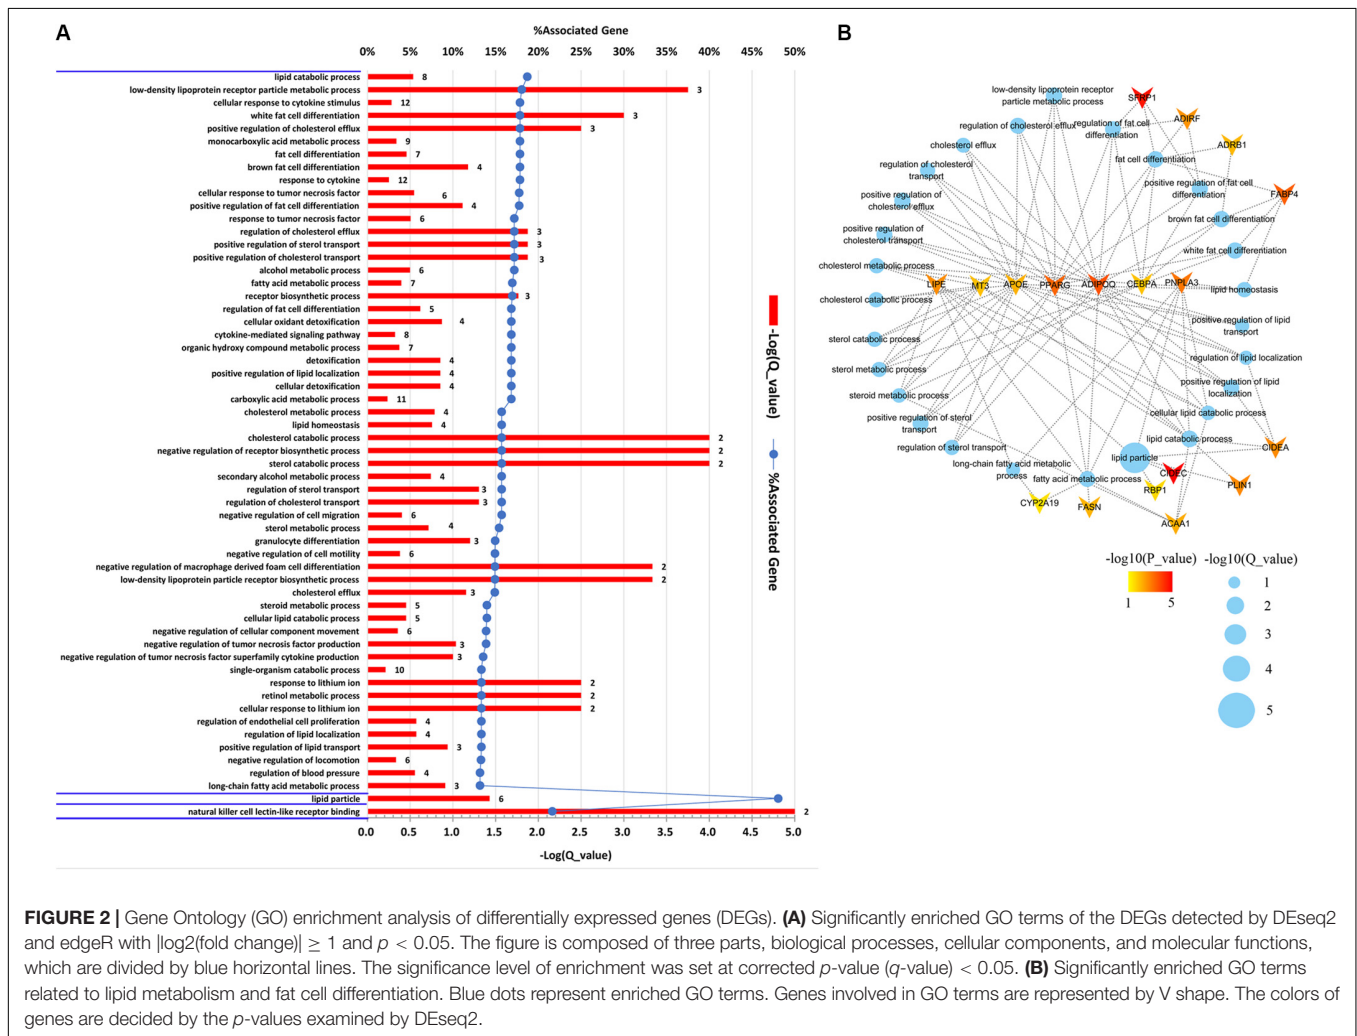 A
%Associated Gene
0% 5% 10% 15% 20% 25% 30% 35% 40% 45% 50%
lipid catabolic process 8
low-density lipoprotein receptor particle metabolic process 3
cellular response to cytokine stimulus 12
white fat cell differentiation 3
positive regulation of cholesterol efflux 3
monocarboxylic acid metabolic process 9
fat cell differentiation 7
brown fat cell differentiation 4
response to cytokine 12
cellular response to tumor necrosis factor 6
positive regulation of fat cell differentiation 4
response to tumor necrosis factor 6
regulation of cholesterol efflux 3
positive regulation of sterol transport 3
positive regulation of cholesterol transport 3
alcohol metabolic process 6
fatty acid metabolic process 7
receptor biosynthetic process 3
regulation of fat cell differentiation 5
cellular oxidant detoxification 4
cytokine-mediated signaling pathway 8
organic hydroxy compound metabolic process 7
detoxification 4
positive regulation of lipid localization 4
cellular detoxification 4
carboxylic acid metabolic process 11
cholesterol metabolic process 4
lipid homeostasis 4
cholesterol catabolic process 2
negative regulation of receptor biosynthetic process 2
sterol catabolic process 2
secondary alcohol metabolic process 4
regulation of sterol transport 3
regulation of cholesterol transport 3
negative regulation of cell migration 6
sterol metabolic process 4
granulocyte differentiation 3
negative regulation of cell motility 6
negative regulation of macrophage derived foam cell differentiation 2
low-density lipoprotein particle receptor biosynthetic process 2
cholesterol efflux 3
steroid metabolic process 5
cellular lipid catabolic process 5
negative regulation of cellular component movement 6
negative regulation of tumor necrosis factor production 3
negative regulation of tumor necrosis factor superfamily cytokine production 3
single-organism catabolic process 10
response to lithium ion 2
retinol metabolic process 2
cellular response to lithium ion 2
regulation of endothelial cell proliferation 4
regulation of lipid localization 4
positive regulation of lipid transport 3
negative regulation of locomotion 6
regulation of blood pressure 4
long-chain fatty acid metabolic process 3
lipid particle 6
natural killer cell lectin-like receptor binding 2
0.0 0.5 1.0 1.5 2.0 2.5 3.0 3.5 4.0 4.5 5.0
-Log(Q_value)
-Log(Q_value)
%Associated Gene
B
low-density lipoprotein receptor
particle metabolic process
SFRP1
ADIRF
regulation of cholesterol efflux
regulation of fat cell
differentiation
cholesterol efflux
ADRB1
fat cell differentiation
regulation of cholesterol
transport
positive regulation of fat cell
differentiation
FABP4
positive regulation of
cholesterol efflux
brown fat cell differentiation
positive regulation of
cholesterol transport
white fat cell differentiation
cholesterol metabolic process
LIPE MT3 APOE PPARG ADIPOQ CEBPA PNPLA3
lipid homeostasis
cholesterol catabolic process
positive regulation of lipid
transport
sterol catabolic process
regulation of lipid localization
sterol metabolic process
positive regulation of lipid
localization
steroid metabolic process
cellular lipid catabolic process
positive regulation of sterol
transport
lipid catabolic process
regulation of sterol transport
CIDEA
lipid particle
long-chain fatty acid metabolic
process
CIDEC
fatty acid metabolic process
RBP1
PLIN1
CYP2A19
FASN
ACAA1
-log10(P_value)
1 5
-log10(Q_value)
1
2
3
4
5
FIGURE 2 | Gene Ontology (GO) enrichment analysis of differentially expressed genes (DEGs). (A) Significantly enriched GO terms of the DEGs detected by DEseq2
and edgeR with |log2(fold change)| ≥ 1 and p < 0.05. The figure is composed of three parts, biological processes, cellular components, and molecular functions,
which are divided by blue horizontal lines. The significance level of enrichment was set at corrected p-value (q-value) < 0.05. (B) Significantly enriched GO terms
related to lipid metabolism and fat cell differentiation. Blue dots represent enriched GO terms. Genes involved in GO terms are represented by V shape. The colors of
genes are decided by the p-values examined by DEseq2.